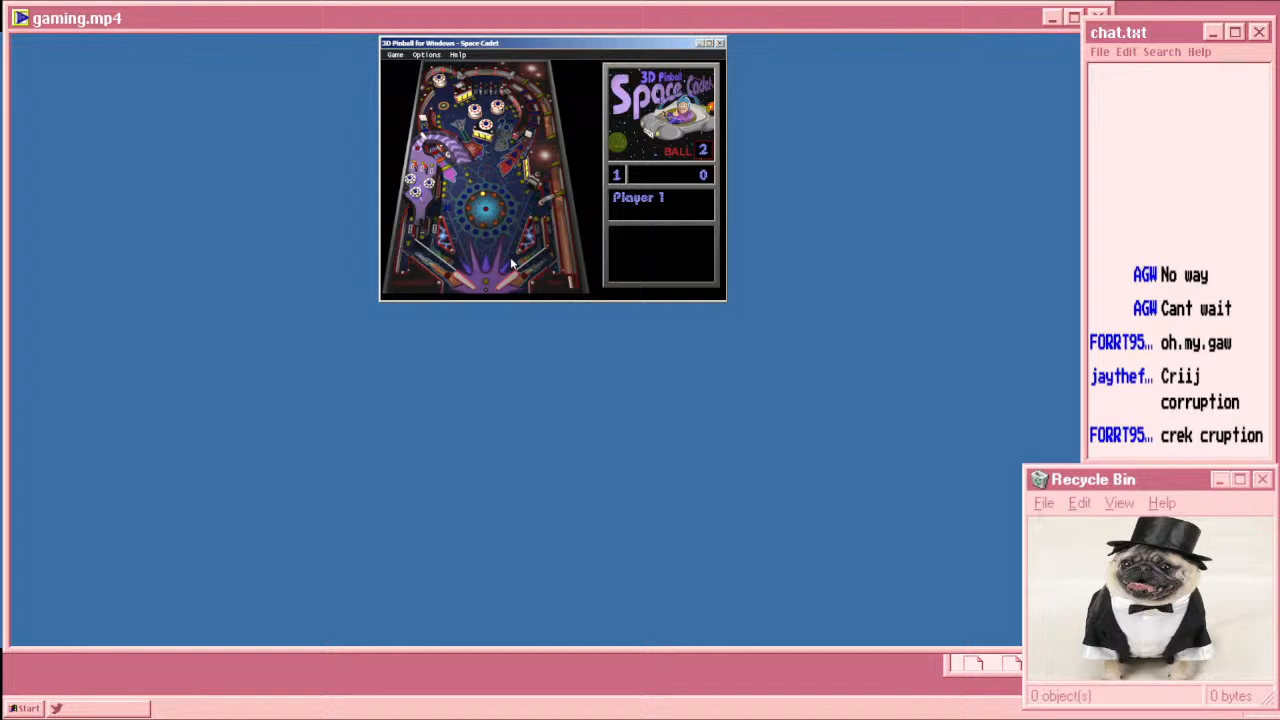 gaming.mp4
3D Pinball for Windows - Space Cadet
Game Options Help
3D Pinball
Space Cadet
BALL 2
1 0
Player 1
chat.txt
File Edit Search Help
AGW No way
AGW Cant wait
FORRT95... oh.my.gaw
jaythef... Criij
corruption
FORRT95... crek cruption
Recycle Bin
File Edit View Help
0 object(s) 0 bytes
Start